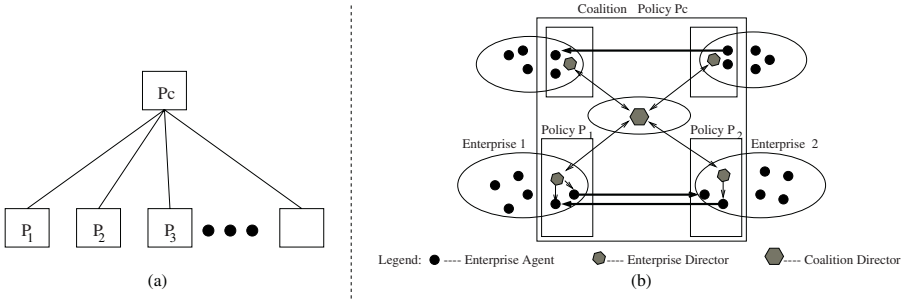 Pc
P1 P2 P3
(a)
Coalition Policy Pc
Policy P1 Policy P2
Enterprise 1 Enterprise 2
Legend: ---- Enterprise Agent ---- Enterprise Director ---- Coalition Director
(b)